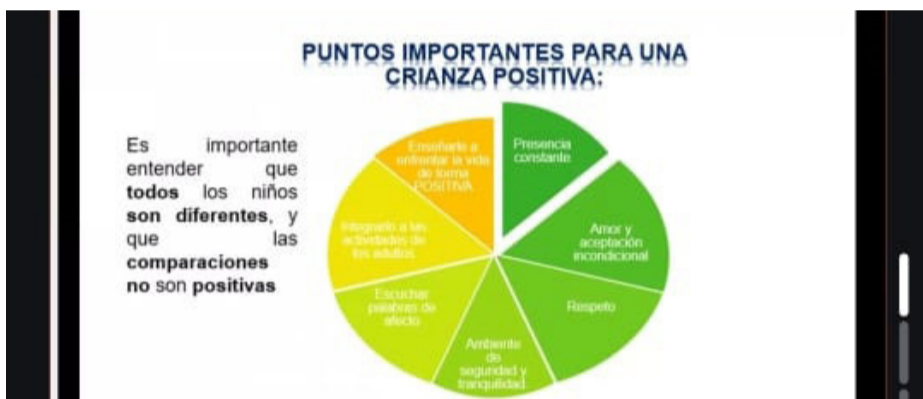 PUNTOS IMPORTANTES PARA UNA
CRIANZA POSITIVA:
Es importante
entender que
todos los niños
son diferentes, y
que las
comparaciones
no son positivas
Presencia
constante
Amor y
aceptación
incondicional
Respeto
Ambiente
de
seguridad y
tranquilidad
Escuchar
palabras de
afecto
Integrarlo a las
actividades de
los adultos
Enseñarle a
enfrentar la vida
de forma
POSITIVA